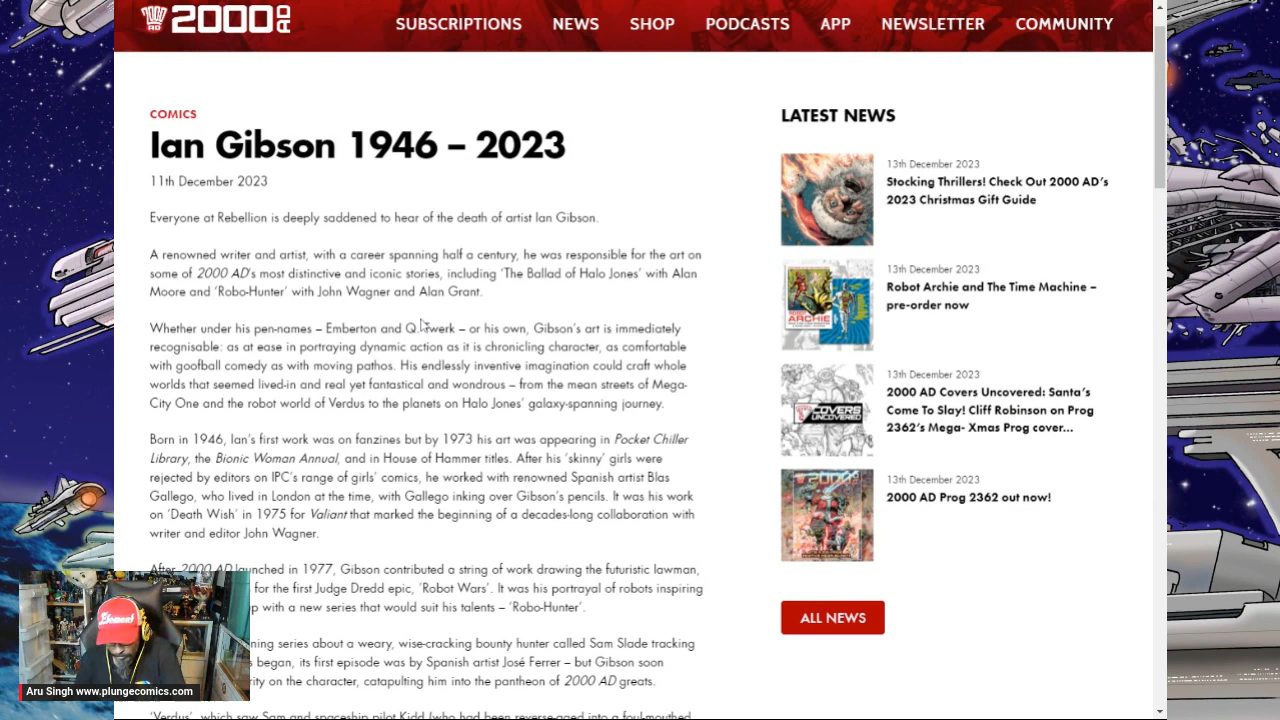 2000 AD
SUBSCRIPTIONS NEWS SHOP PODCASTS APP NEWSLETTER COMMUNITY
COMICS
Ian Gibson 1946 – 2023
11th December 2023
Everyone at Rebellion is deeply saddened to hear of the death of artist Ian Gibson.
A renowned writer and artist, with a career spanning half a century, he was responsible for the art on
some of 2000 AD's most distinctive and iconic stories, including ‘The Ballad of Halo Jones’ with Alan
Moore and ‘Robo-Hunter’ with John Wagner and Alan Grant.
Whether under his pen-names – Emberton and Q. – or his own, Gibson’s art is immediately
recognisable: as at ease in portraying dynamic action as it is chronicling character, as comfortable
with goofball comedy as with moving pathos. His endlessly inventive imagination could craft whole
worlds that seemed lived-in and real yet fantastical and wondrous – from the mean streets of Mega-
City One and the robot world of Verdus to the planets on Halo Jones’ galaxy-spanning journey.
Born in 1946, Ian’s first work was on fanzines but by 1973 his art was appearing in Pocket Chiller
Library, the Bionic Woman Annual, and in House of Hammer titles. After his ‘skinny’ girls were
rejected by editors on IPC’s range of girls’ comics, he worked with renowned Spanish artist Blas
Gallego, who lived in London at the time, with Gallego inking over Gibson’s pencils. It was his work
on ‘Death Wish’ in 1975 for Valiant that marked the beginning of a decades-long collaboration with
writer and editor John Wagner.
After 2000 AD launched in 1977, Gibson contributed a string of work drawing the futuristic lawman,
for the first Judge Dredd epic, ‘Robot Wars’. It was his portrayal of robots inspiring
with a new series that would suit his talents – ‘Robo-Hunter’.
series about a weary, wise-cracking bounty hunter called Sam Slade tracking
began, its first episode was by Spanish artist José Ferrer – but Gibson soon
on the character, catapulting him into the pantheon of 2000 AD greats.
‘Verdus’, which saw Sam and spaceship pilot Kidd (who had been reverse-aged into a foul-mouthed
LATEST NEWS
13th December 2023
Stocking Thrillers! Check Out 2000 AD’s
2023 Christmas Gift Guide
13th December 2023
Robot Archie and The Time Machine –
pre-order now
ARCHIE
13th December 2023
2000 AD Covers Uncovered: Santa’s
Come To Slay! Cliff Robinson on Prog
2362’s Mega- Xmas Prog cover...
COVERS
UNCOVERED
13th December 2023
2000 AD Prog 2362 out now!
ALL NEWS
Element
Aru Singh www.plungecomics.com